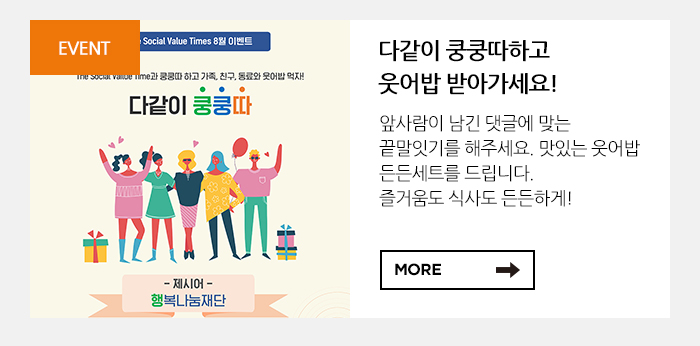 EVENT
Social Value Times 8월 이벤트
The Social Value Time과 쿵쿵따 하고 가족, 친구, 동료와 웃어밥 먹자!
다같이 쿵쿵따
- 제시어 -
행복나눔재단
다같이 쿵쿵따하고
웃어밥 받아가세요!
앞사람이 남긴 댓글에 맞는
끝말잇기를 해주세요. 맛있는 웃어밥
든든세트를 드립니다.
즐거움도 식사도 든든하게!
MORE